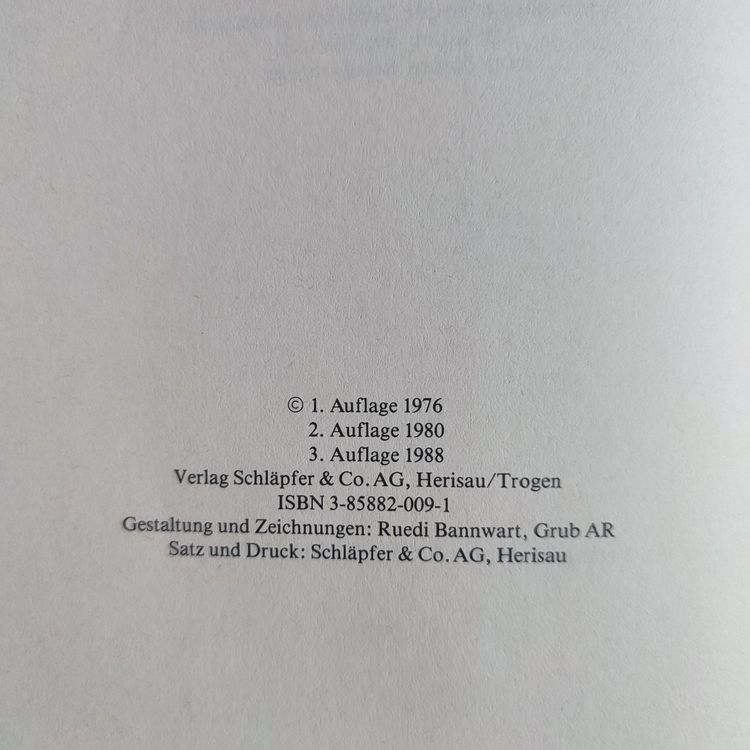 © 1. Auflage 1976
2. Auflage 1980
3. Auflage 1988
Verlag Schläpfer & Co. AG, Herisau/Trogen
ISBN 3-85882-009-1
Gestaltung und Zeichnungen: Ruedi Bannwart, Grub AR
Satz und Druck: Schläpfer & Co. AG, Herisau